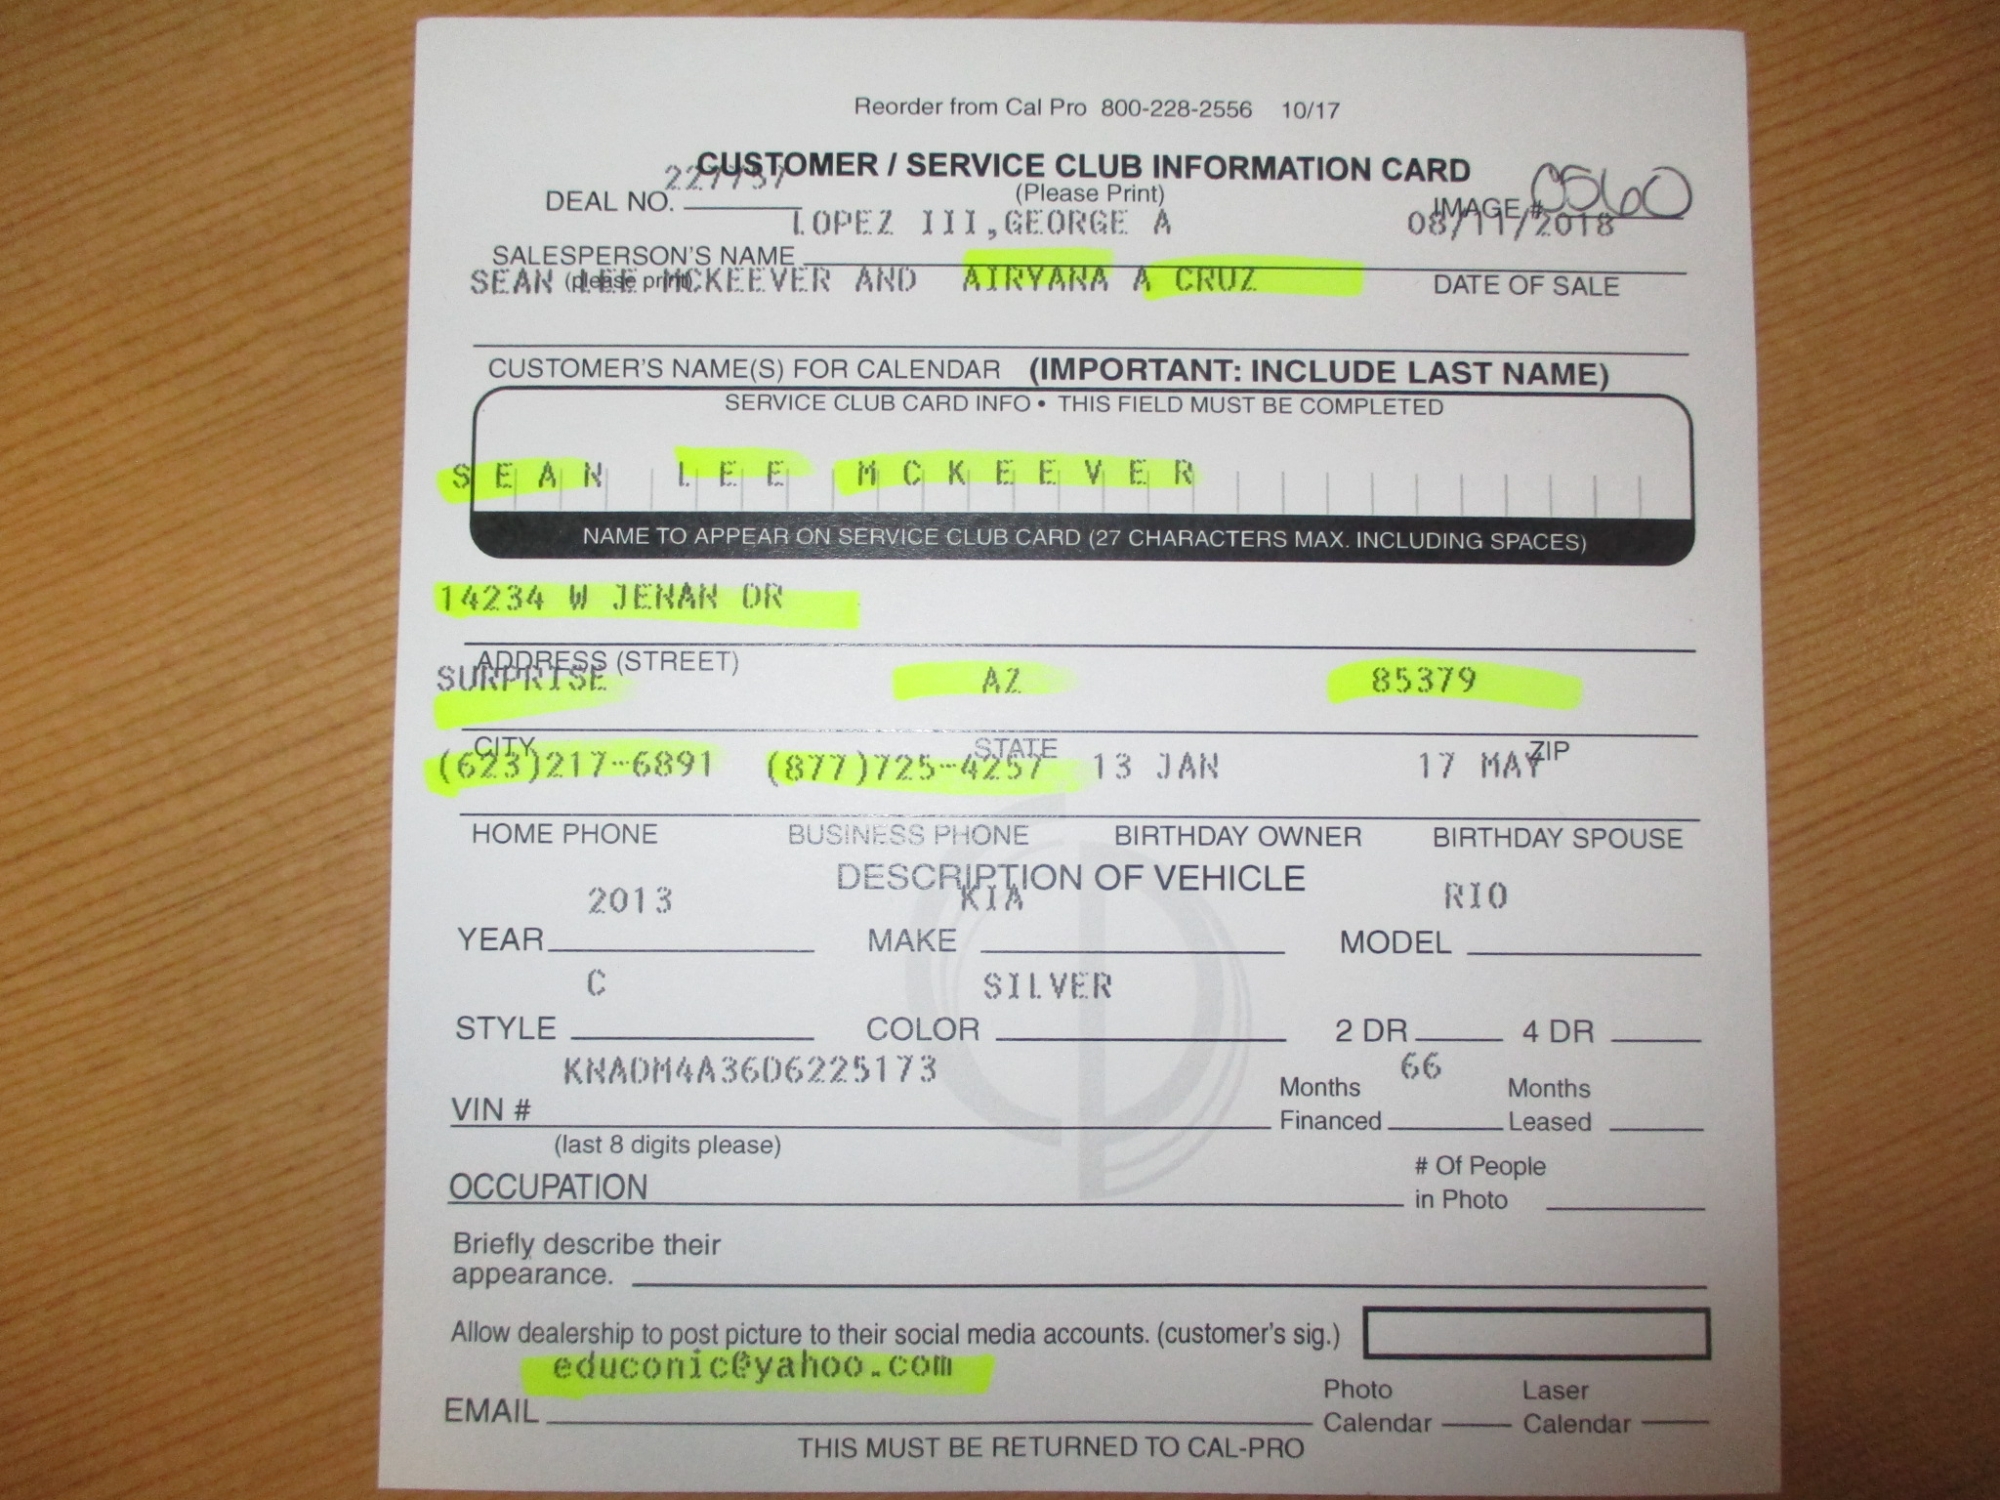 Reorder from Cal Pro 800-228-2556 10/17
CUSTOMER / SERVICE CLUB INFORMATION CARD
227757
DEAL NO.
(Please Print)
IMAGE # 0560
LOPEZ III,GEORGE A 08/11/2018
SALESPERSON'S NAME
(please print)
DATE OF SALE
SEAN LEE MCKEEVER AND AIRYANA A CRUZ
CUSTOMER'S NAME(S) FOR CALENDAR (IMPORTANT: INCLUDE LAST NAME)
SERVICE CLUB CARD INFO • THIS FIELD MUST BE COMPLETED
SEAN LEE MCKEEVER
NAME TO APPEAR ON SERVICE CLUB CARD (27 CHARACTERS MAX. INCLUDING SPACES)
14234 W JENAN DR
ADDRESS (STREET)
SURPRISE AZ 85379
CITY STATE ZIP
(623)217-6891 (877)725-4257 13 JAN 17 MAY
HOME PHONE BUSINESS PHONE BIRTHDAY OWNER BIRTHDAY SPOUSE
DESCRIPTION OF VEHICLE
2013 KIA RIO
YEAR MAKE MODEL
C SILVER
STYLE COLOR 2 DR 4 DR
KNADM4A36D6225173 66
VIN # Months Financed Months Leased
(last 8 digits please)
OCCUPATION # Of People in Photo
Briefly describe their
appearance.
Allow dealership to post picture to their social media accounts. (customer's sig.)
educonic@yahoo.com
EMAIL Photo Calendar Laser Calendar
THIS MUST BE RETURNED TO CAL-PRO